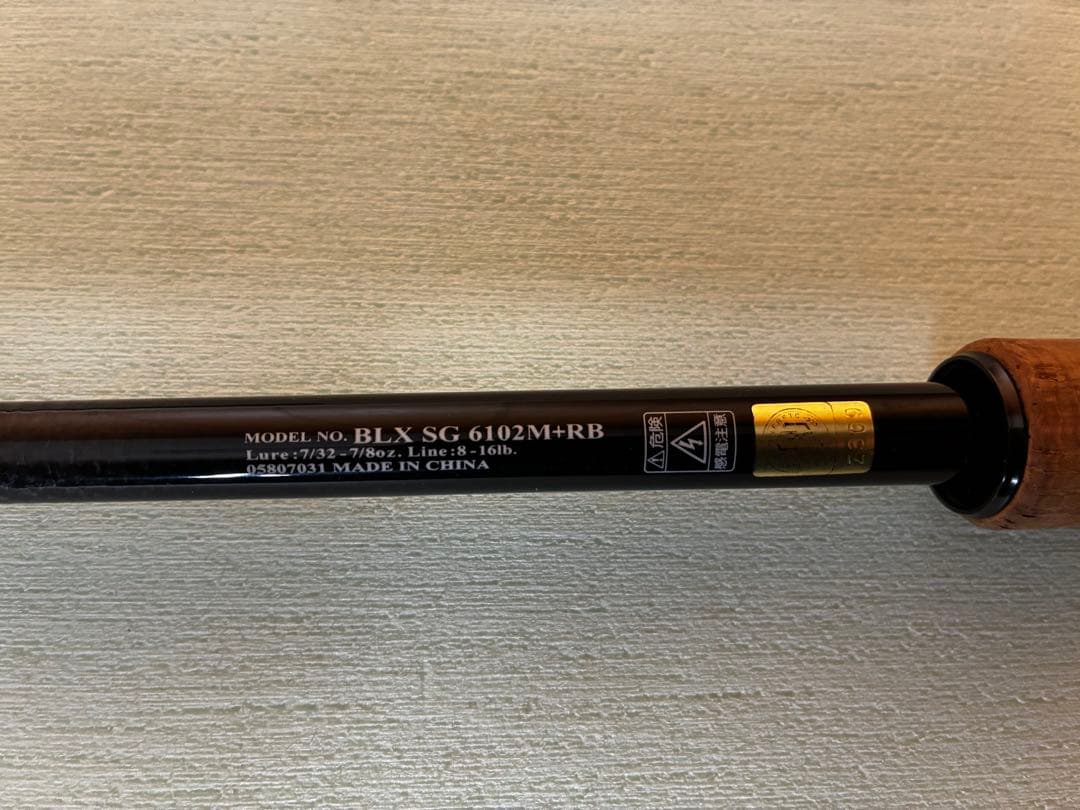 MODEL NO. BLX SG 6102M+RB
Lure:7/32-7/8oz. Line:8-16lb.
05807031 MADE IN CHINA
危険
感電注意